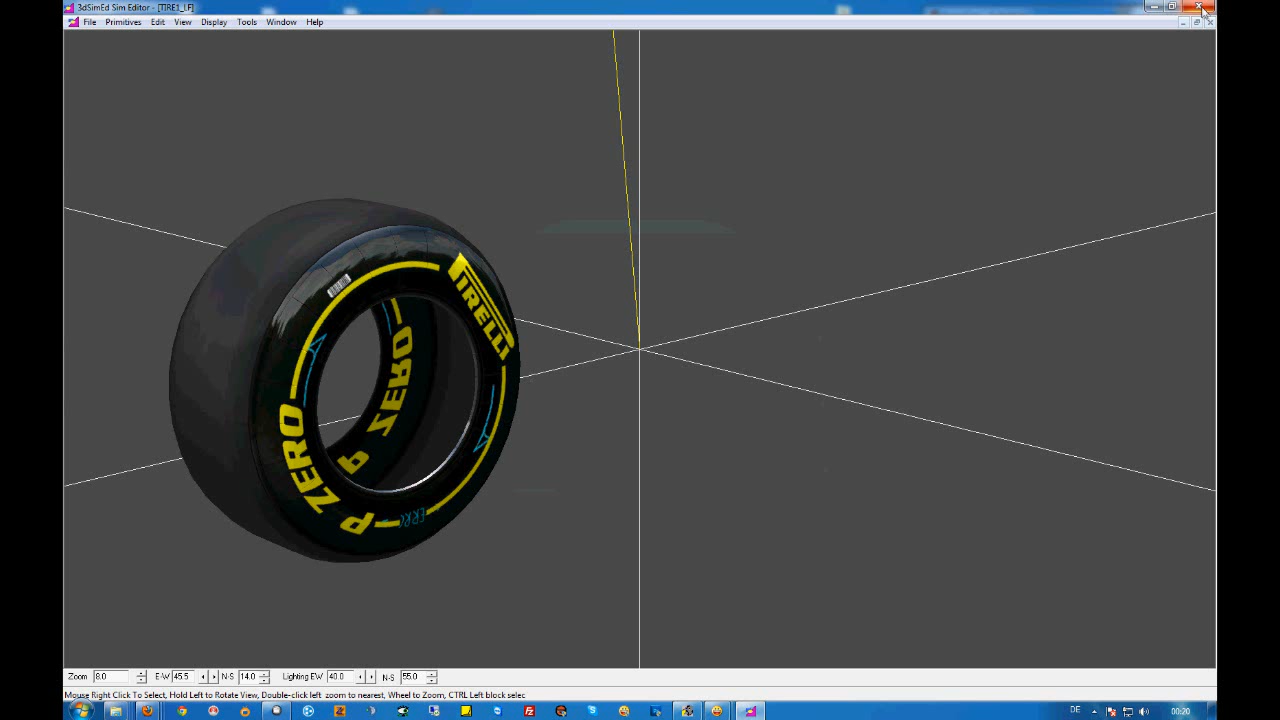 3dSimEd Sim Editor - [TIRE1_LF]
File Primitives Edit View Display Tools Window Help
PIRELLI
P ZERO
P ZERO
Zoom 8.0 E-W 45.5 N-S 14.0 Lighting EW 40.0 N-S 55.0
Mouse Right Click To Select, Hold Left to Rotate View, Double-click left zoom to nearest, Wheel to Zoom, CTRL Left block selec
DE 00:20